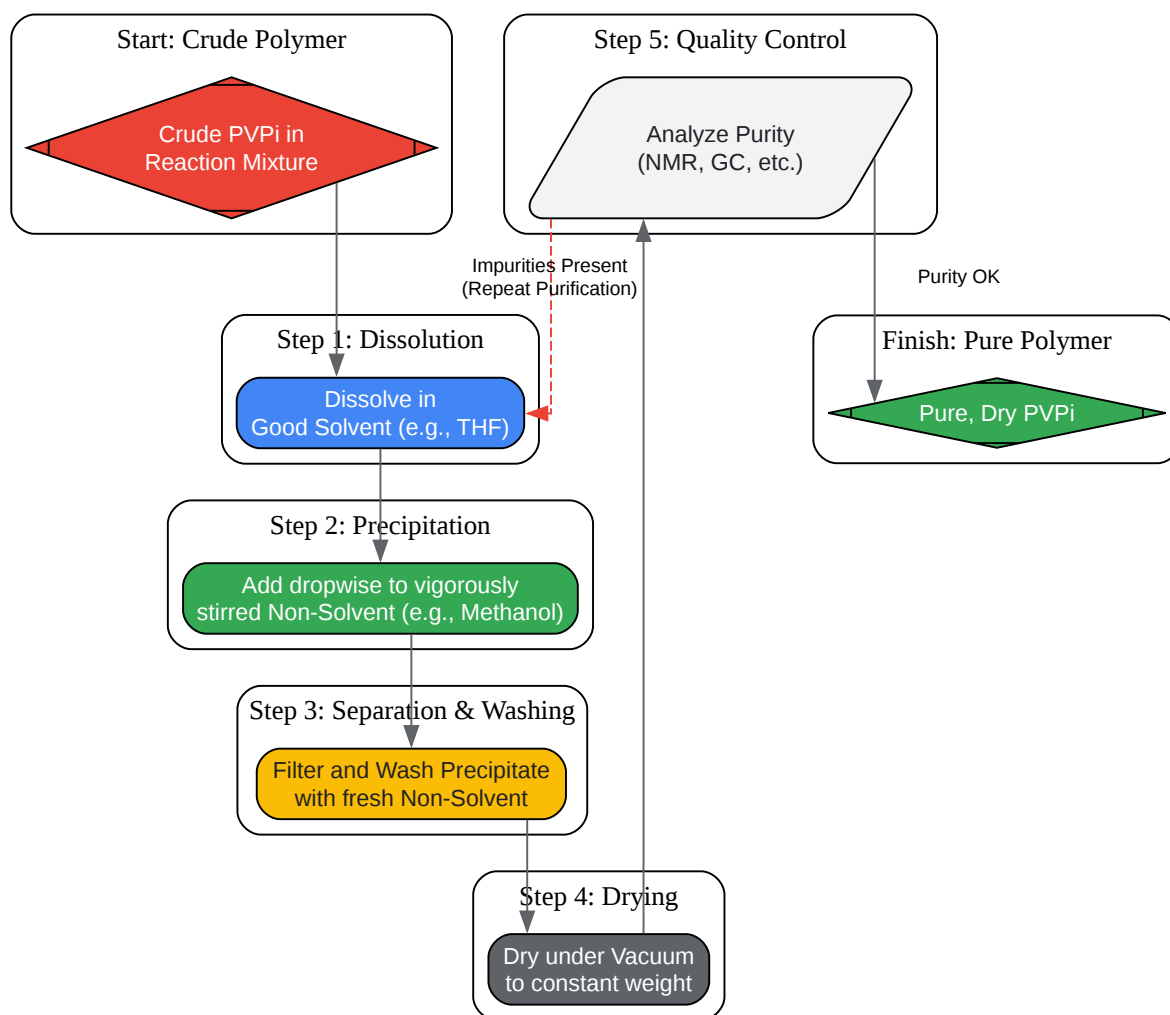 Start: Crude Polymer
Crude PVPi in
Reaction Mixture
Step 5: Quality Control
Analyze Purity
(NMR, GC, etc.)
Impurities Present
(Repeat Purification)
Purity OK
Step 1: Dissolution
Dissolve in
Good Solvent (e.g., THF)
Finish: Pure Polymer
Pure, Dry PVPi
Step 2: Precipitation
Add dropwise to vigorously
stirred Non-Solvent (e.g., Methanol)
Step 3: Separation & Washing
Filter and Wash Precipitate
with fresh Non-Solvent
Step 4: Drying
Dry under Vacuum
to constant weight